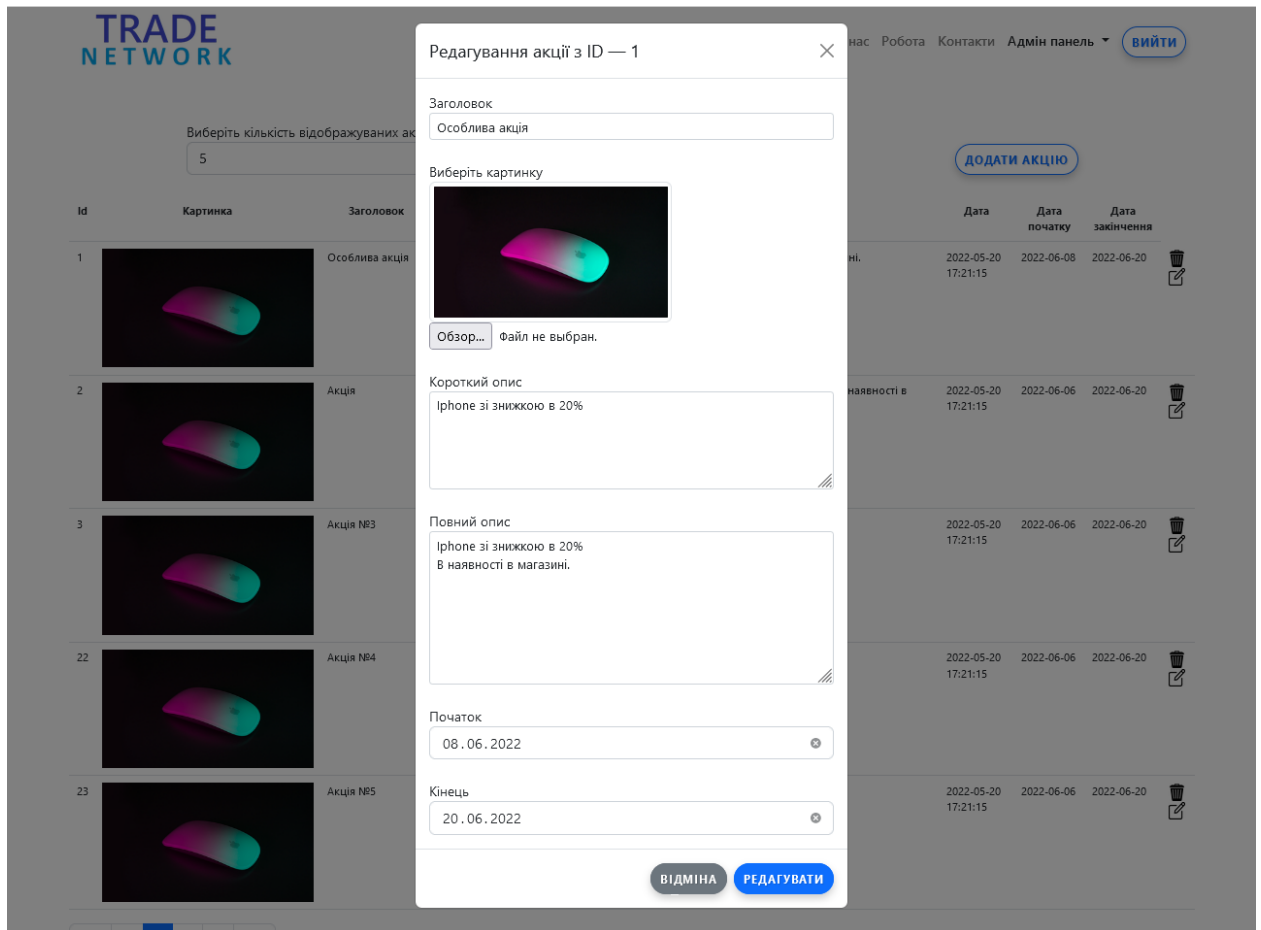 TRADE
NETWORK
нас Робота Контакти Адмін панель ВИЙТИ
Виберіть кількість відображуваних ак
5
ДОДАТИ АКЦІЮ
Id Картинка Заголовок Дата Дата початку Дата закінчення
1 Особлива акція ні. 2022-05-20 2022-06-08 2022-06-20
17:21:15
2 Акція наявності в 2022-05-20 2022-06-06 2022-06-20
17:21:15
3 Акція №3 2022-05-20 2022-06-06 2022-06-20
17:21:15
22 Акція №4 2022-05-20 2022-06-06 2022-06-20
17:21:15
23 Акція №5 2022-05-20 2022-06-06 2022-06-20
17:21:15
Редагування акції з ID — 1
Заголовок
Особлива акція
Виберіть картинку
Обзор... Файл не выбран.
Короткий опис
Iphone зі знижкою в 20%
Повний опис
Iphone зі знижкою в 20%
В наявності в магазині.
Початок
08.06.2022
Кінець
20.06.2022
ВІДМІНА РЕДАГУВАТИ